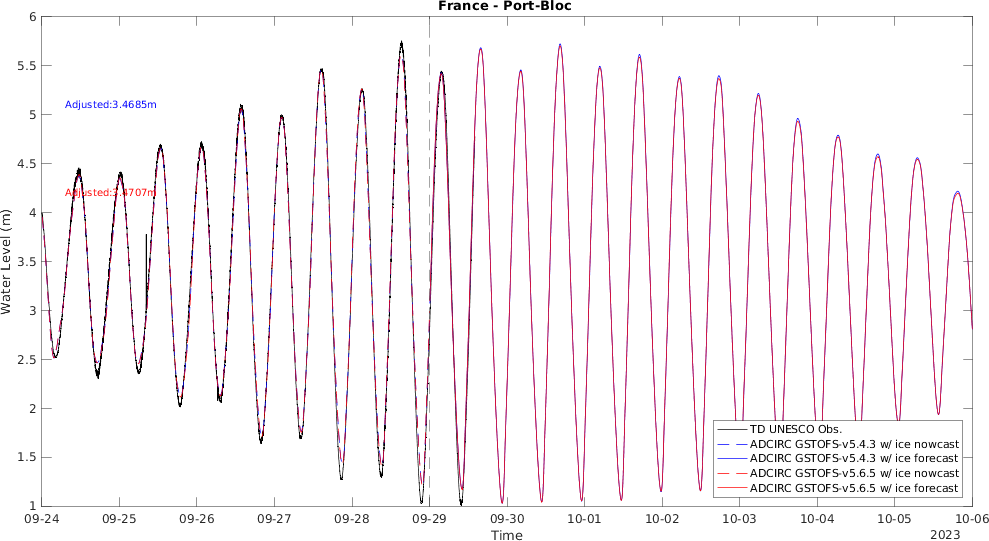 France - Port-Bloc
6
5.5
5
4.5
4
3.5
3
2.5
2
1.5
1
Water Level (m)
Adjusted:3.4685m
Adjusted:3.4707m
TD UNESCO Obs.
ADCIRC GSTOFS-v5.4.3 w/ ice nowcast
ADCIRC GSTOFS-v5.4.3 w/ ice forecast
ADCIRC GSTOFS-v5.6.5 w/ ice nowcast
ADCIRC GSTOFS-v5.6.5 w/ ice forecast
09-24 09-25 09-26 09-27 09-28 09-29 09-30 10-01 10-02 10-03 10-04 10-05 10-06
Time
2023